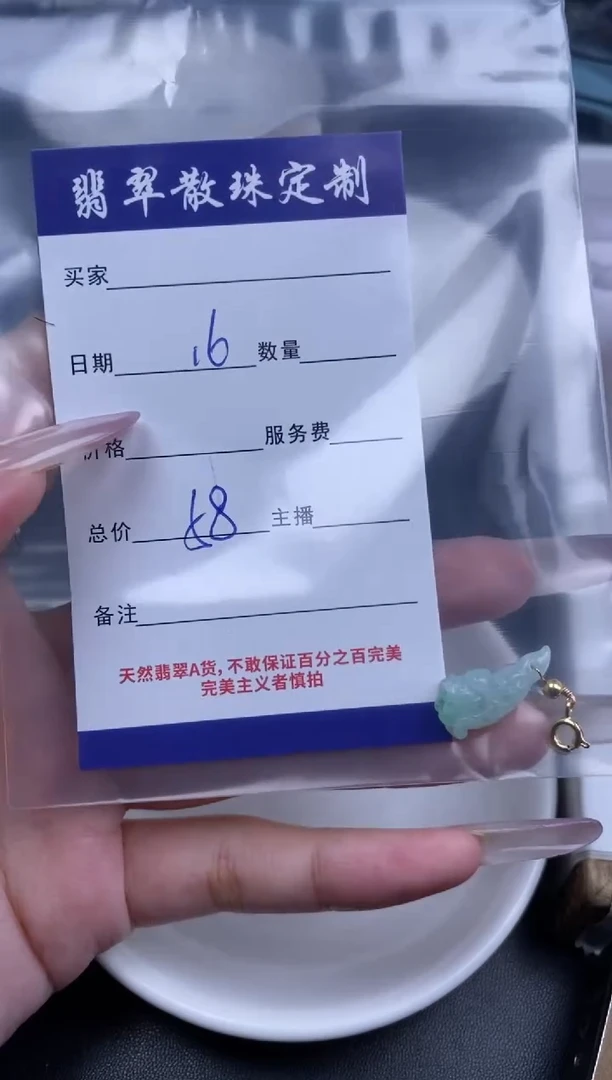 翡翠散珠定制
买家
日期 16 数量
价格 服务费
总价 68 主播
备注
天然翡翠A货,不敢保证百分之百完美
完美主义者慎拍